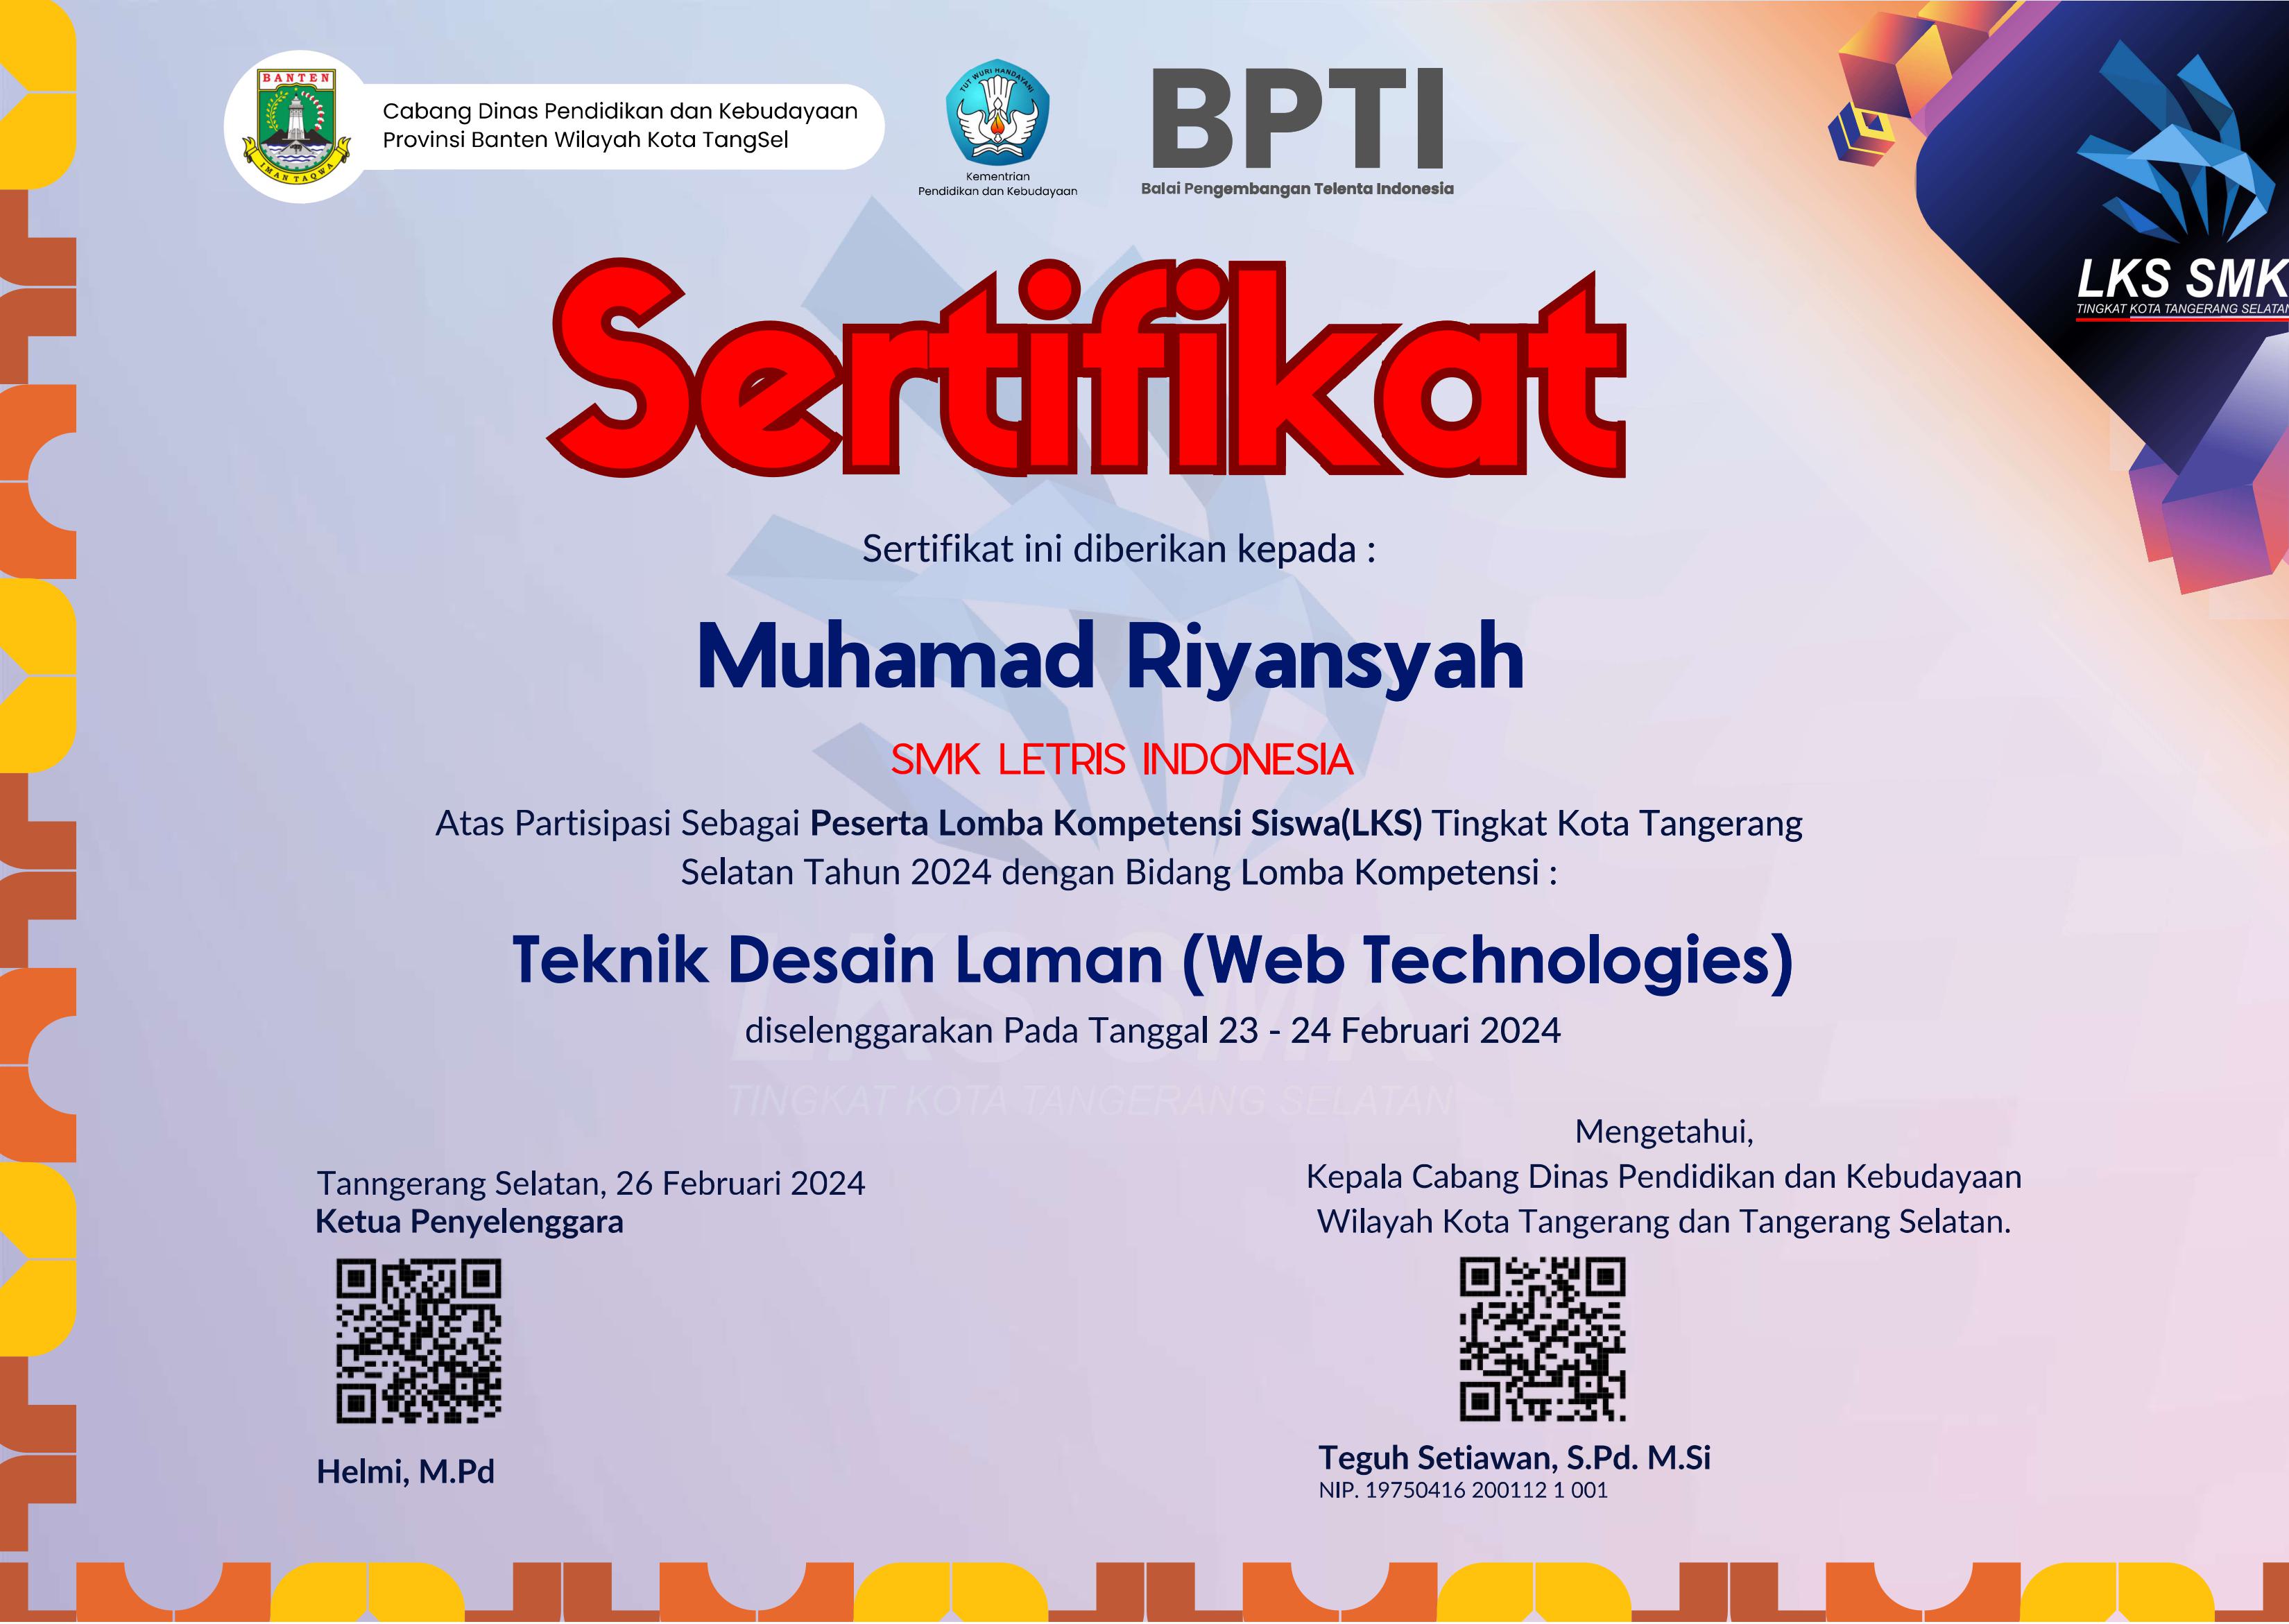 BANTEN
IMAN TAQWA
Cabang Dinas Pendidikan dan Kebudayaan
Provinsi Banten Wilayah Kota TangSel
TUT WURI HANDAYANI
Kementrian
Pendidikan dan Kebudayaan
BPTI
Balai Pengembangan Telenta Indonesia
LKS SMK
TINGKAT KOTA TANGERANG SELATAN
Sertifikat
Sertifikat ini diberikan kepada :
Muhamad Riyansyah
SMK LETRIS INDONESIA
Atas Partisipasi Sebagai Peserta Lomba Kompetensi Siswa(LKS) Tingkat Kota Tangerang
Selatan Tahun 2024 dengan Bidang Lomba Kompetensi :
Teknik Desain Laman (Web Technologies)
diselenggarakan Pada Tanggal 23 - 24 Februari 2024
LKS SMK
TINGKAT KOTA TANGERANG SELATAN
Tanngerang Selatan, 26 Februari 2024
Ketua Penyelenggara
Helmi, M.Pd
Mengetahui,
Kepala Cabang Dinas Pendidikan dan Kebudayaan
Wilayah Kota Tangerang dan Tangerang Selatan.
Teguh Setiawan, S.Pd. M.Si
NIP. 19750416 200112 1 001